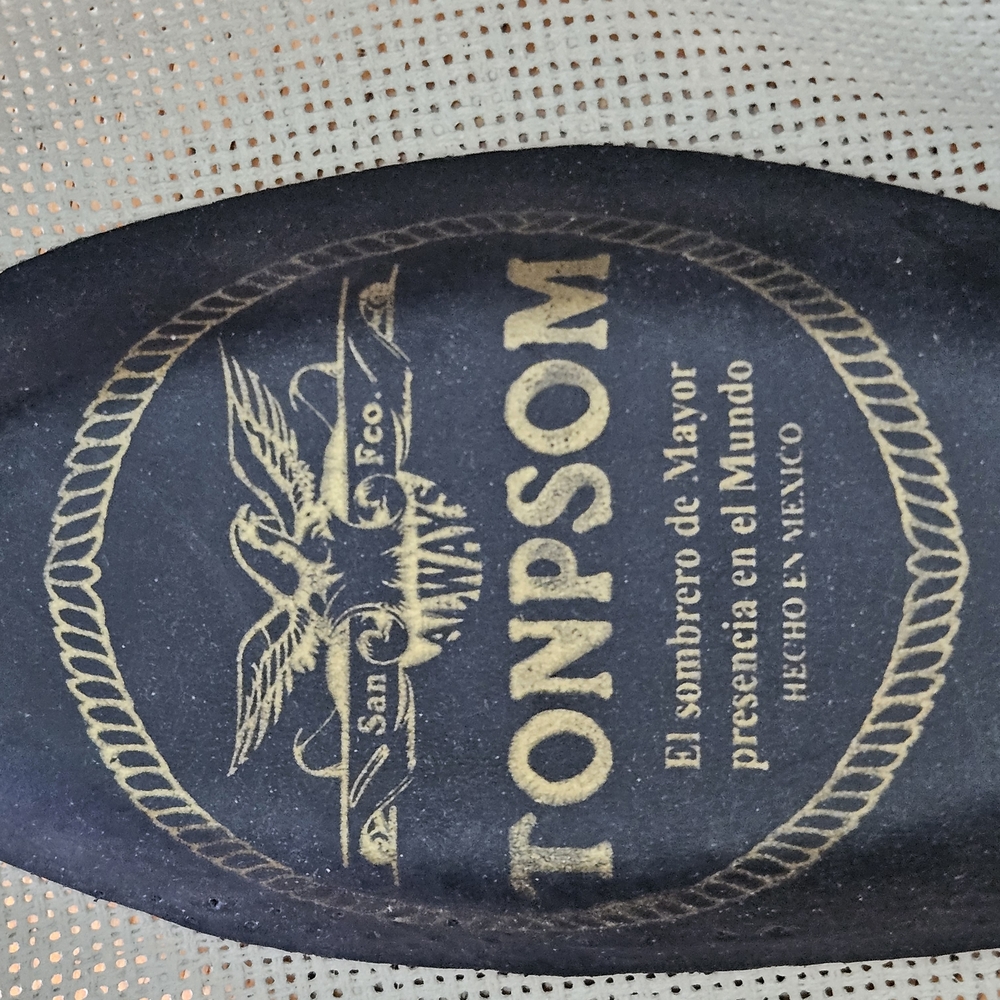 San Fco.
TONPSOM
El sombrero de Mayor
presencia en el Mundo
HECHO EN MEXICO